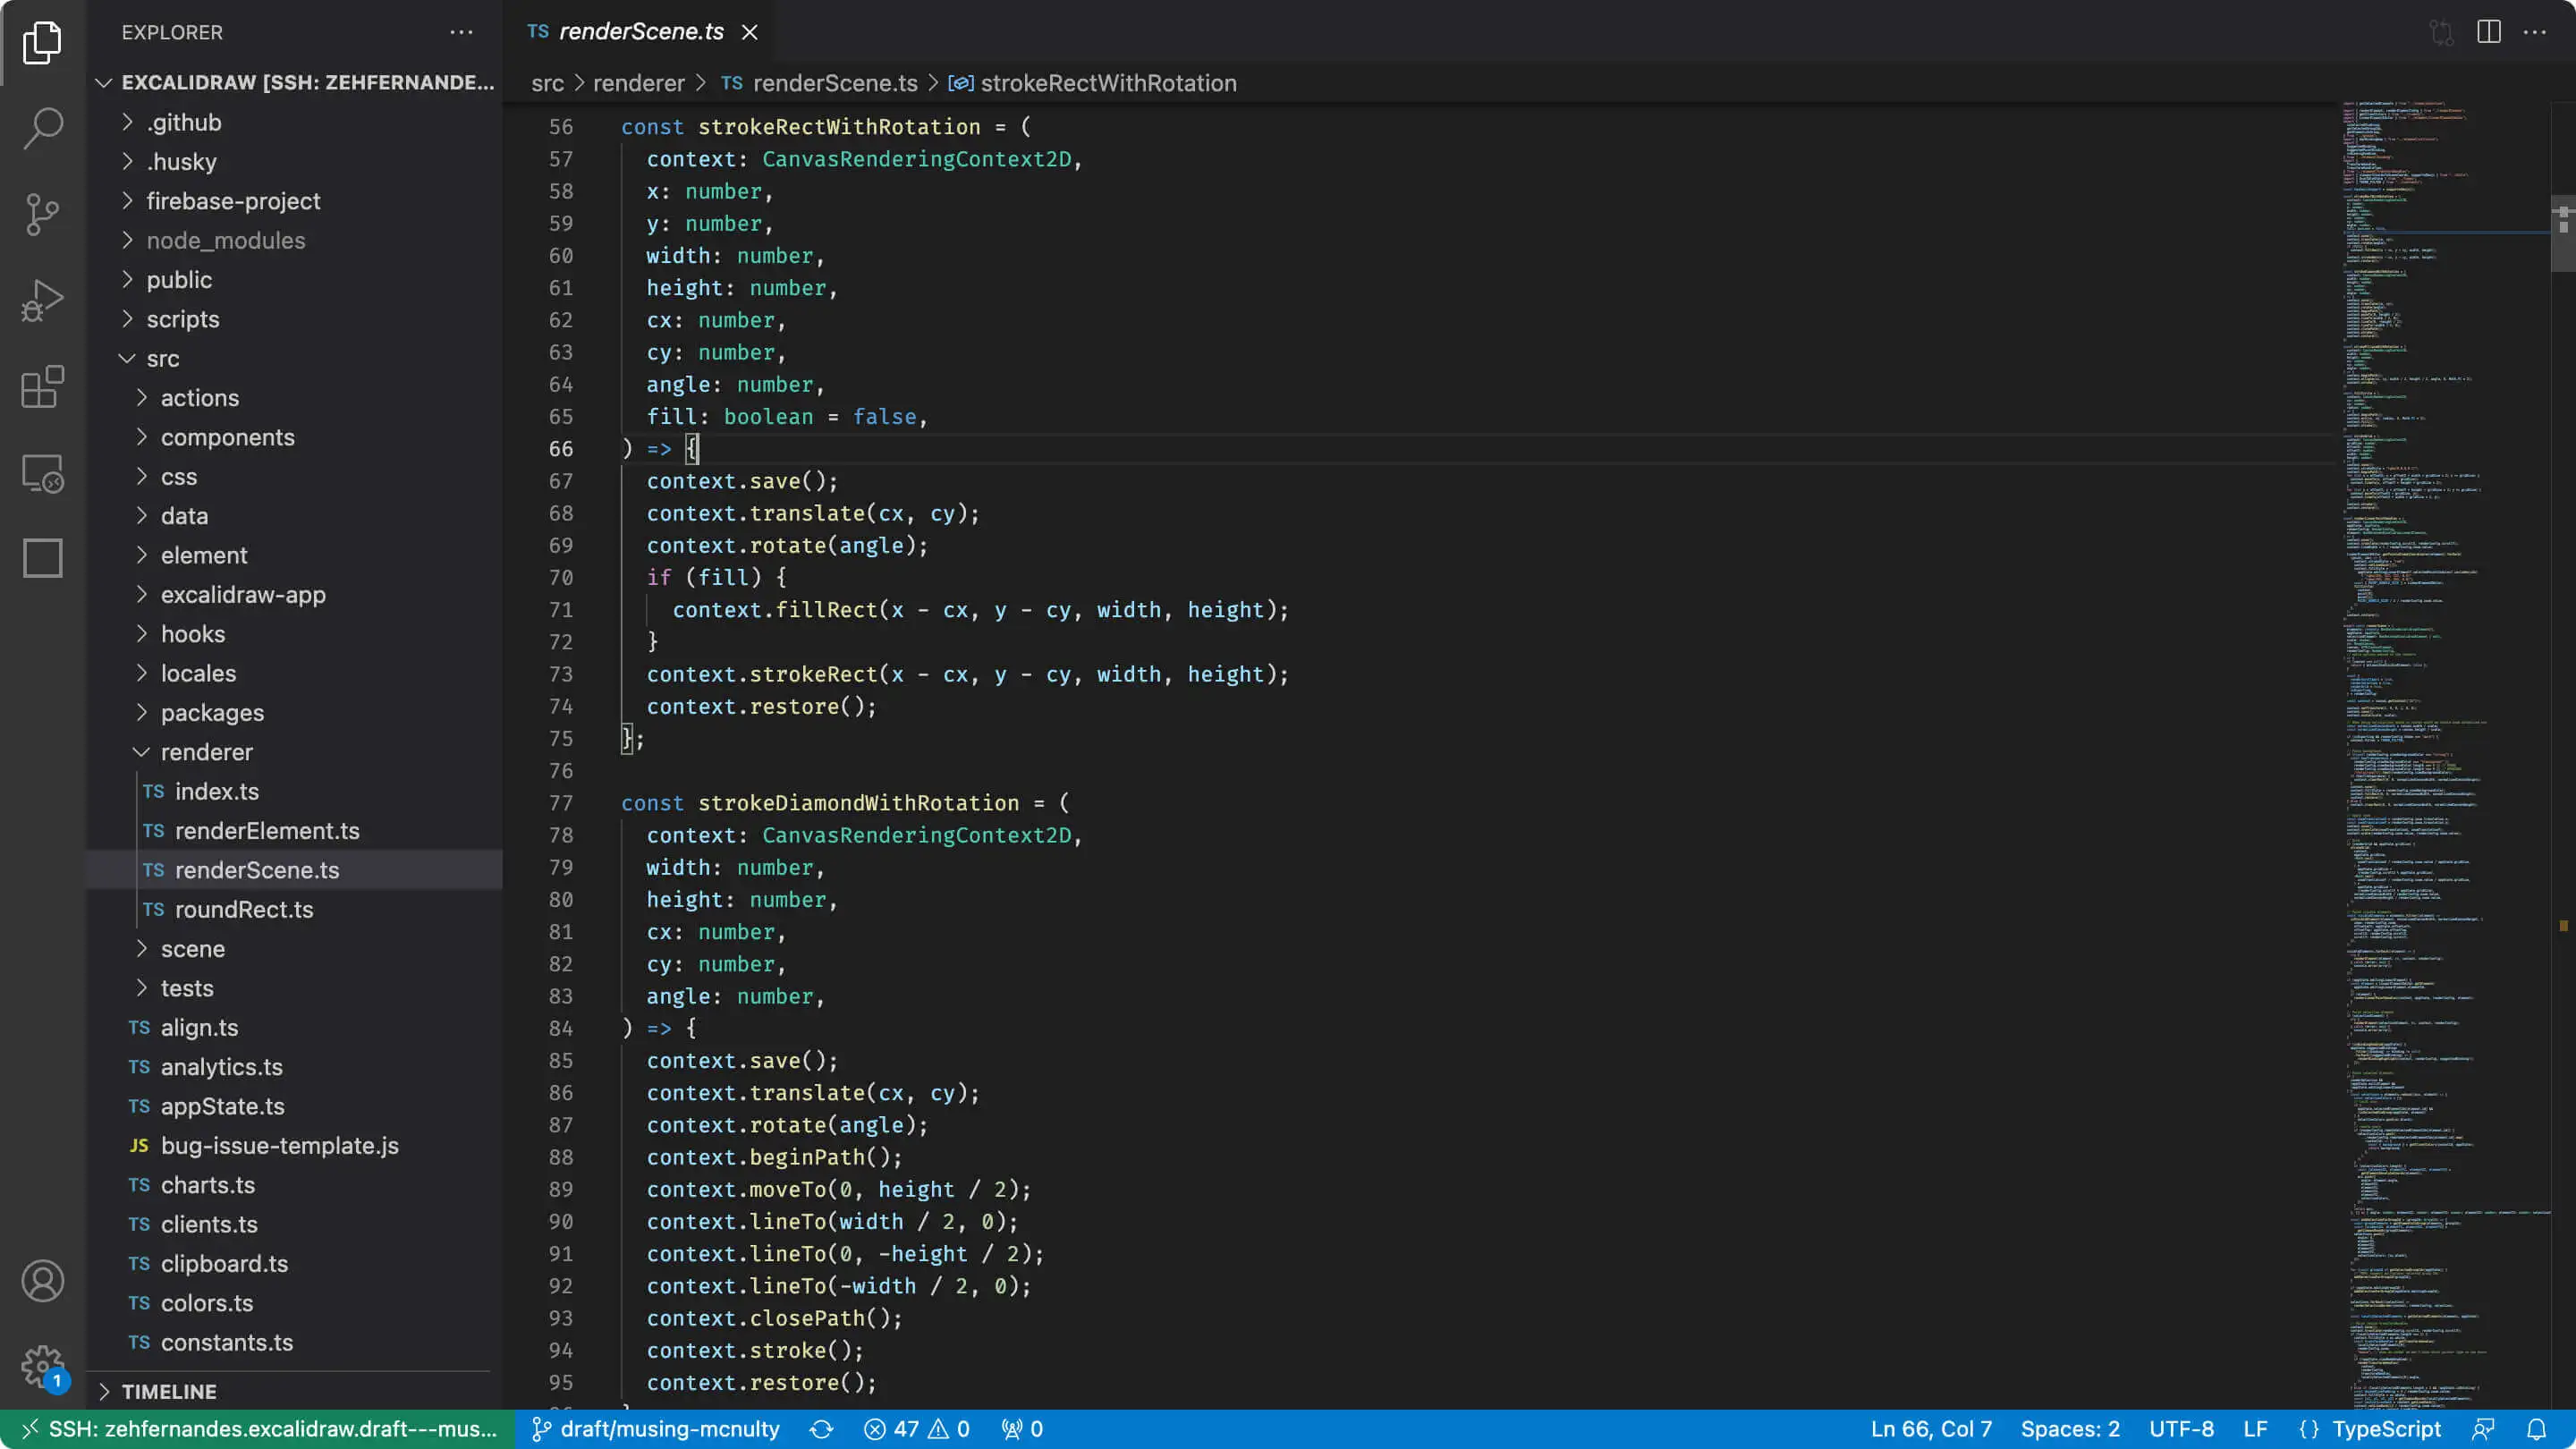 EXPLORER
EXCALIDRAW [SSH: ZEHFERNANDE...
.github
.husky
firebase-project
node_modules
public
scripts
src
actions
components
css
data
element
excalidraw-app
hooks
locales
packages
renderer
TS index.ts
TS renderElement.ts
TS renderScene.ts
TS roundRect.ts
scene
tests
TS align.ts
TS analytics.ts
TS appState.ts
JS bug-issue-template.js
TS charts.ts
TS clients.ts
TS clipboard.ts
TS colors.ts
TS constants.ts
1
TIMELINE
TS renderScene.ts
src > renderer > TS renderScene.ts > strokeRectWithRotation
56 const strokeRectWithRotation = (
57 context: CanvasRenderingContext2D,
58 x: number,
59 y: number,
60 width: number,
61 height: number,
62 cx: number,
63 cy: number,
64 angle: number,
65 fill: boolean = false,
66 ) => {
67 context.save();
68 context.translate(cx, cy);
69 context.rotate(angle);
70 if (fill) {
71 context.fillRect(x - cx, y - cy, width, height);
72 }
73 context.strokeRect(x - cx, y - cy, width, height);
74 context.restore();
75 };
76
77 const strokeDiamondWithRotation = (
78 context: CanvasRenderingContext2D,
79 width: number,
80 height: number,
81 cx: number,
82 cy: number,
83 angle: number,
84 ) => {
85 context.save();
86 context.translate(cx, cy);
87 context.rotate(angle);
88 context.beginPath();
89 context.moveTo(0, height / 2);
90 context.lineTo(width / 2, 0);
91 context.lineTo(0, -height / 2);
92 context.lineTo(-width / 2, 0);
93 context.closePath();
94 context.stroke();
95 context.restore();
SSH: zehfernandes.excalidraw.draft---mus... draft/musing-mcnulty 47 0 0 Ln 66, Col 7 Spaces: 2 UTF-8 LF {} TypeScript